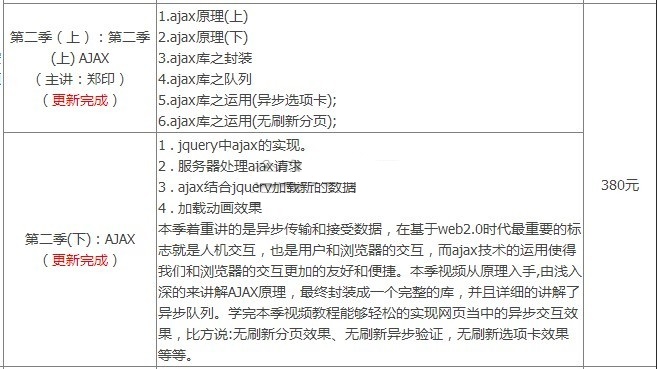 第二季（上）：第二季
(上) AJAX
（主讲：郑印）
（更新完成）
1.ajax原理(上)
2.ajax原理(下)
3.ajax库之封装
4.ajax库之队列
5.ajax库之运用(异步选项卡);
6.ajax库之运用(无刷新分页);
第二季(下)：AJAX
（更新完成）
1 . jquery中ajax的实现。
2 . 服务器处理ajax请求
3 . ajax结合jquery加载新的数据
4 . 加载动画效果
本季着重讲的是异步传输和接受数据，在基于web2.0时代最重要的标
志就是人机交互，也是用户和浏览器的交互，而ajax技术的运用使得
我们和浏览器的交互更加的友好和便捷。本季视频从原理入手,由浅入
深的来讲解AJAX原理，最终封装成一个完整的库，并且详细的讲解了
异步队列。学完本季视频教程能够轻松的实现网页当中的异步交互效
果，比方说:无刷新分页效果、无刷新异步验证，无刷新选项卡效果
等等。
380元